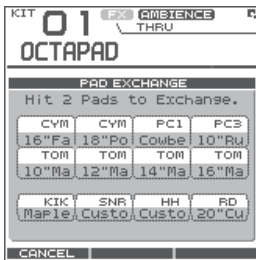 KIT 01 FX AMBIENCE
THRU
OCTAPAD
PAD EXCHANGE
Hit 2 Pads to Exchange.
CYM CYM PC1 PC3
16"Fa 18"Po Cowbe 10"Ru
TOM TOM TOM TOM
10"Ma 12"Ma 14"Ma 16"Ma
KIK SNR HH RD
Maple Custo Custo 20"Cu
CANCEL